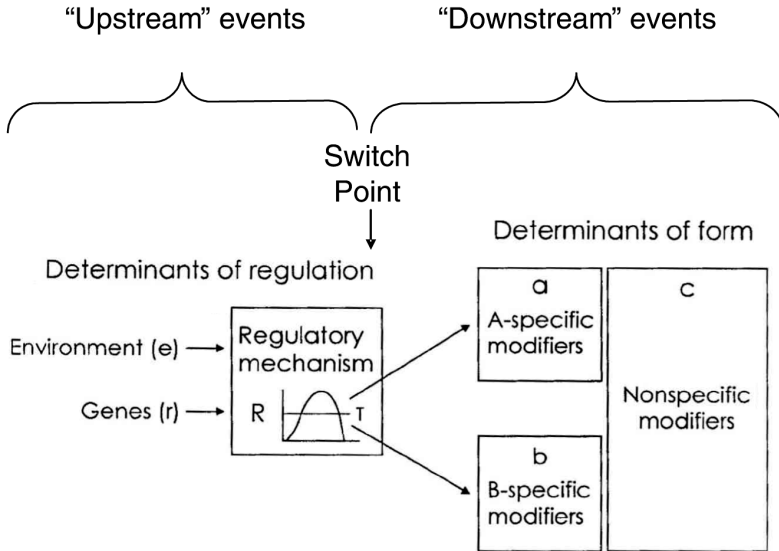 “Upstream” events
“Downstream” events
Switch
Point
Determinants of regulation
Determinants of form
Environment (e)
Genes (r)
Regulatory
mechanism
R
T
a
A-specific
modifiers
b
B-specific
modifiers
c
Nonspecific
modifiers